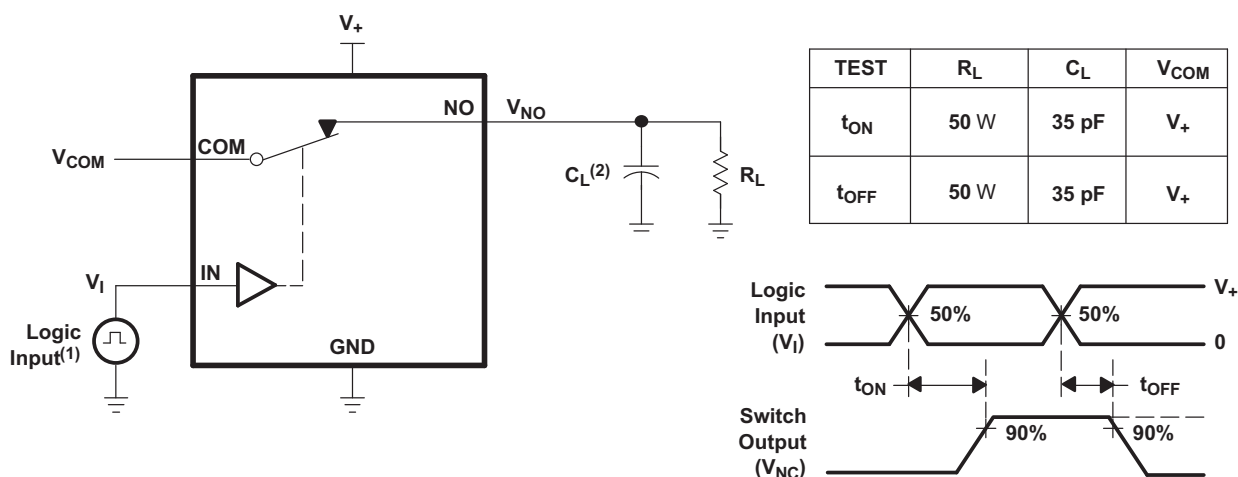 V+
NO VNO
COM
VCOM
CL(2)
RL
IN
VI
Logic
Input(1)
GND
TEST RL CL VCOM
tON 50 W 35 pF V+
tOFF 50 W 35 pF V+
Logic
Input
(VI)
50% 50%
V+
0
tON tOFF
Switch
Output
(VNC)
90% 90%